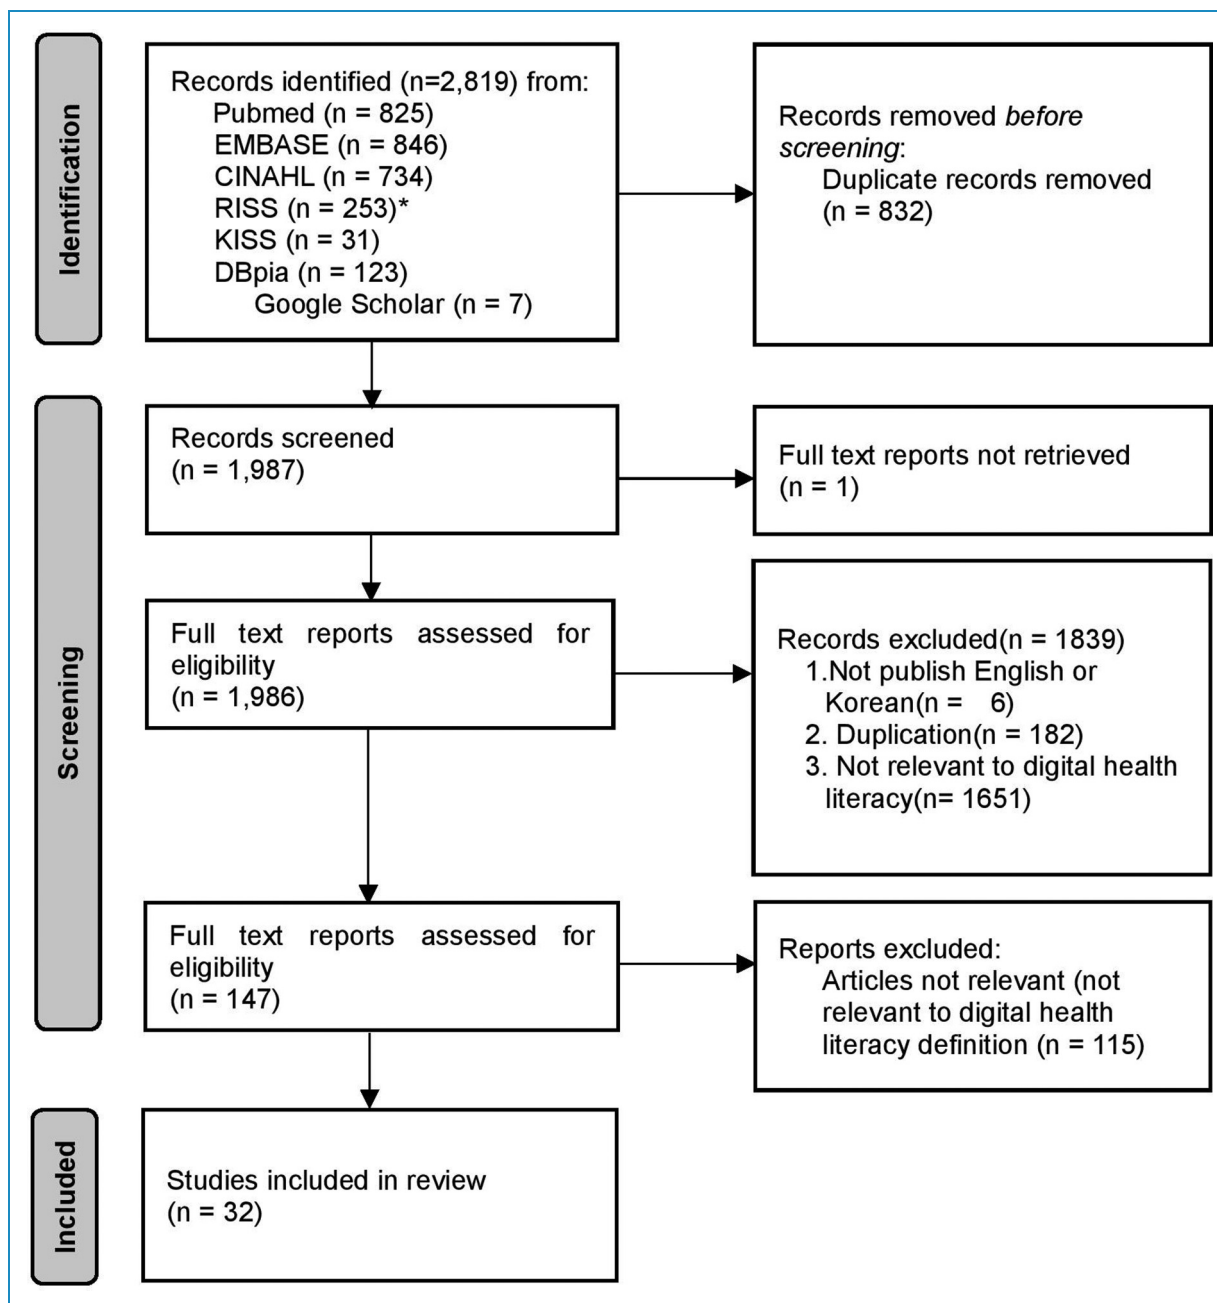 Identification
Records identified (n=2,819) from:
Pubmed (n = 825)
EMBASE (n = 846)
CINAHL (n = 734)
RISS (n = 253)*
KISS (n = 31)
DBpia (n = 123)
Google Scholar (n = 7)
Records removed before
screening:
Duplicate records removed
(n = 832)
Screening
Records screened
(n = 1,987)
Full text reports not retrieved
(n = 1)
Full text reports assessed for
eligibility
(n = 1,986)
Records excluded(n = 1839)
1.Not publish English or
Korean(n = 6)
2. Duplication(n = 182)
3. Not relevant to digital health
literacy(n= 1651)
Full text reports assessed for
eligibility
(n = 147)
Reports excluded:
Articles not relevant (not
relevant to digital health
literacy definition (n = 115)
Included
Studies included in review
(n = 32)